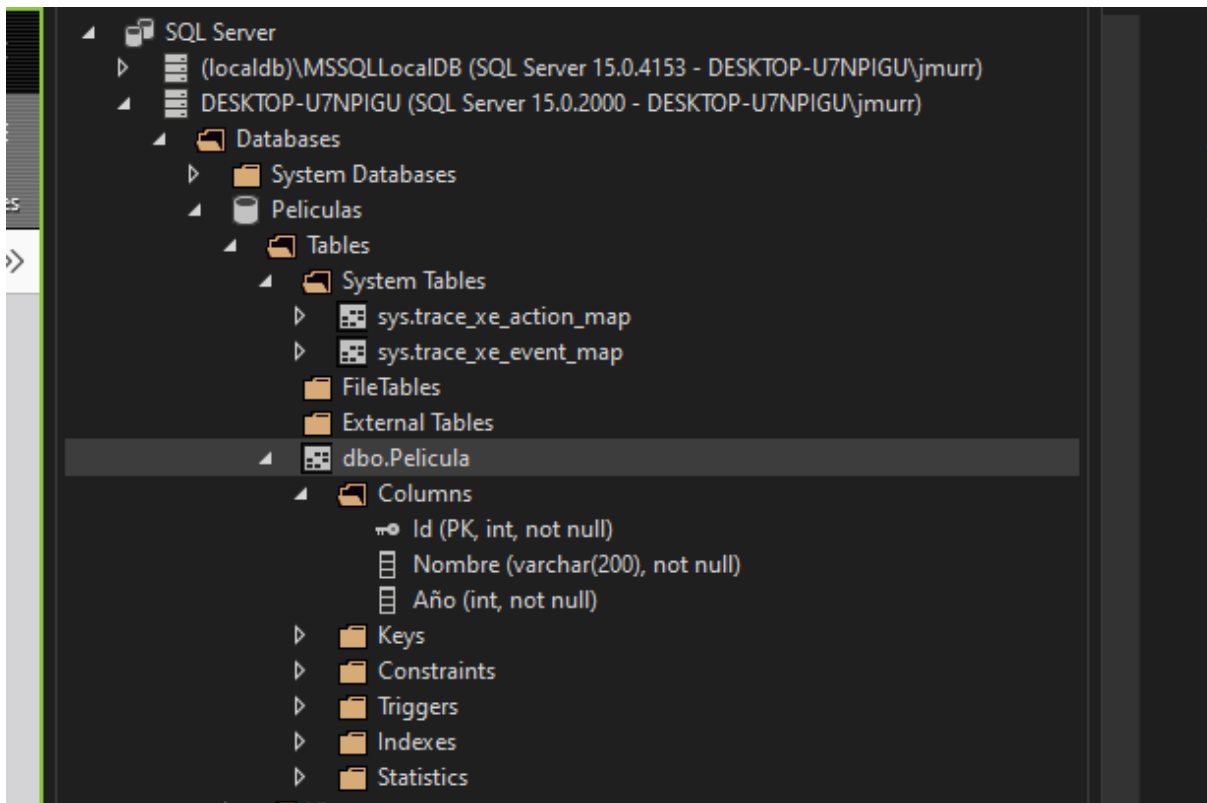 SQL Server
(localdb)\MSSQLLocalDB (SQL Server 15.0.4153 - DESKTOP-U7NPIGU\jmurr)
DESKTOP-U7NPIGU (SQL Server 15.0.2000 - DESKTOP-U7NPIGU\jmurr)
Databases
System Databases
Peliculas
Tables
System Tables
sys.trace_xe_action_map
sys.trace_xe_event_map
FileTables
External Tables
dbo.Pelicula
Columns
Id (PK, int, not null)
Nombre (varchar(200), not null)
Año (int, not null)
Keys
Constraints
Triggers
Indexes
Statistics